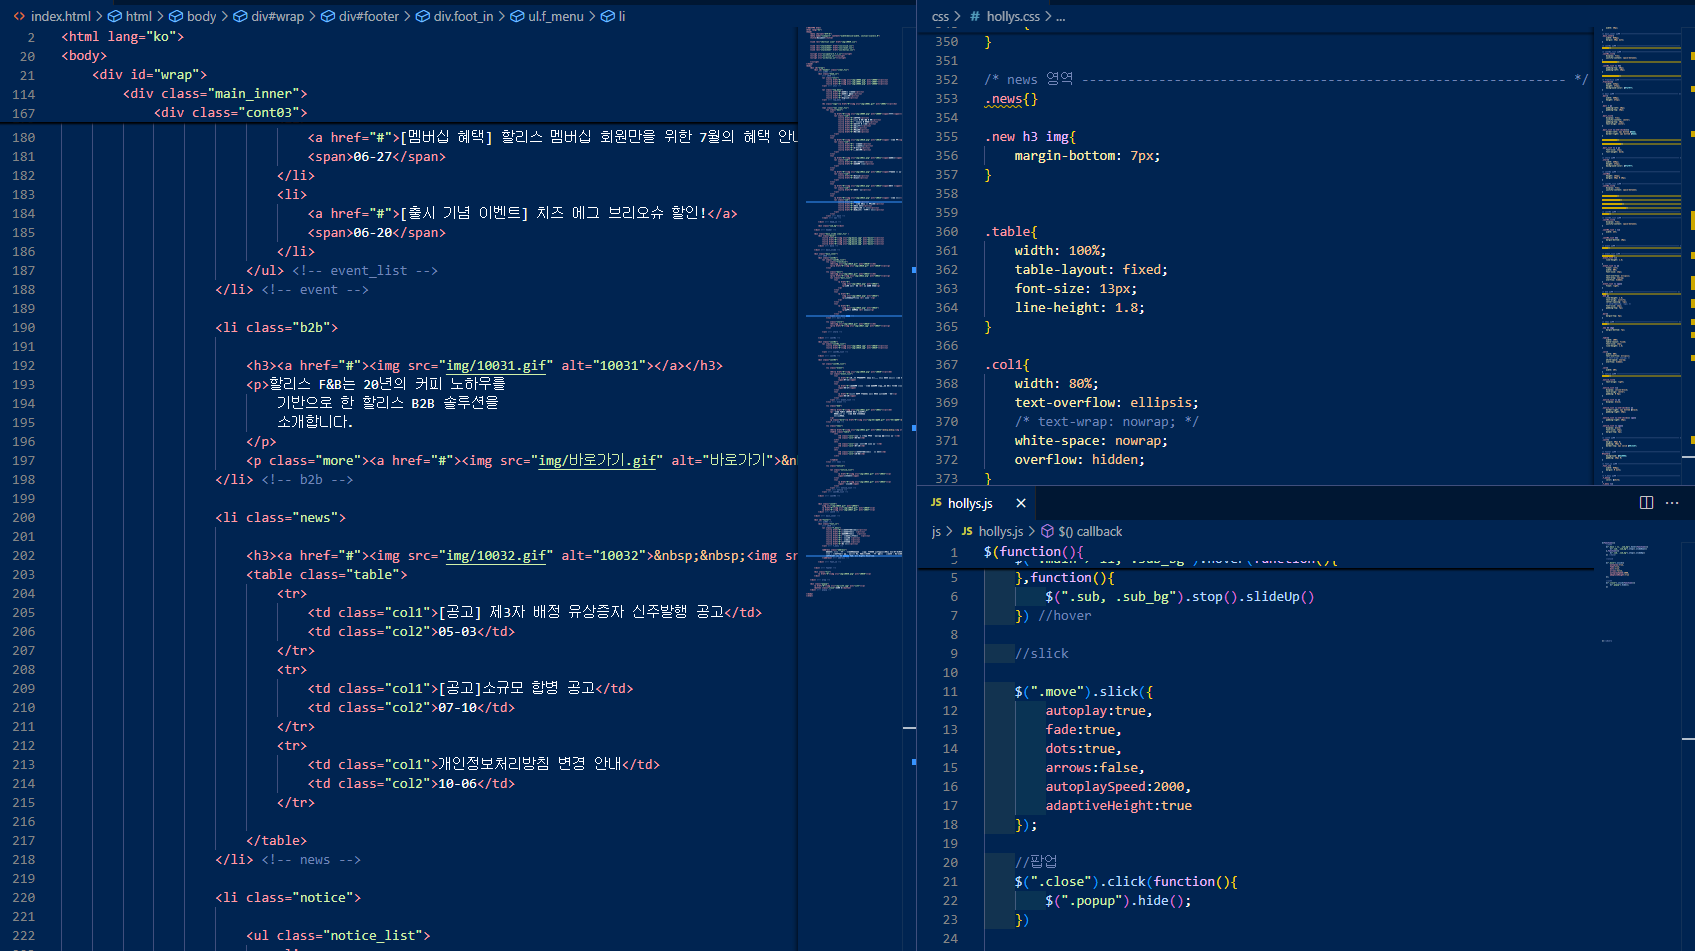 index.html > html > body > div#wrap > div#footer > div.foot_in > ul.f_menu > li
2 <html lang="ko">
20 <body>
21 <div id="wrap">
114 <div class="main_inner">
167 <div class="cont03">
180 <a href="#">[멤버십 혜택] 할리스 멤버십 회원만을 위한 7월의 혜택 안내
181 <span>06-27</span>
182 </li>
183 <li>
184 <a href="#">[출시 기념 이벤트] 치즈 에그 브리오슈 할인!</a>
185 <span>06-20</span>
186 </li>
187 </ul> <!-- event_list -->
188 </li> <!-- event -->
189
190 <li class="b2b">
191
192 <h3><a href="#"><img src="img/10031.gif" alt="10031"></a></h3>
193 <p>할리스 F&B는 20년의 커피 노하우를
194 기반으로 한 할리스 B2B 솔루션을
195 소개합니다.
196 </p>
197 <p class="more"><a href="#"><img src="img/바로가기.gif" alt="바로가기">&n
198 </li> <!-- b2b -->
199
200 <li class="news">
201
202 <h3><a href="#"><img src="img/10032.gif" alt="10032">&nbsp;&nbsp;<img sr
203 <table class="table">
204 <tr>
205 <td class="col1">[공고] 제3자 배정 유상증자 신주발행 공고</td>
206 <td class="col2">05-03</td>
207 </tr>
208 <tr>
209 <td class="col1">[공고]소규모 합병 공고</td>
210 <td class="col2">07-10</td>
211 </tr>
212 <tr>
213 <td class="col1">개인정보처리방침 변경 안내</td>
214 <td class="col2">10-06</td>
215 </tr>
216
217 </table>
218 </li> <!-- news -->
219
220 <li class="notice">
221
222 <ul class="notice_list">
css > # hollys.css > ...
350 }
351
352 /* news 영역 --------------------------------------------------------------- */
353 .news{}
354
355 .new h3 img{
356 margin-bottom: 7px;
357 }
358
359
360 .table{
361 width: 100%;
362 table-layout: fixed;
363 font-size: 13px;
364 line-height: 1.8;
365 }
366
367 .col1{
368 width: 80%;
369 text-overflow: ellipsis;
370 /* text-wrap: nowrap; */
371 white-space: nowrap;
372 overflow: hidden;
373 }
JS hollys.js
js > JS hollys.js > $() callback
1 $(function(){
5 },function(){
6 $(".sub, .sub_bg").stop().slideUp()
7 }) //hover
8
9 //slick
10
11 $(".move").slick({
12 autoplay:true,
13 fade:true,
14 dots:true,
15 arrows:false,
16 autoplaySpeed:2000,
17 adaptiveHeight:true
18 });
19
20 //팝업
21 $(".close").click(function(){
22 $(".popup").hide();
23 })
24